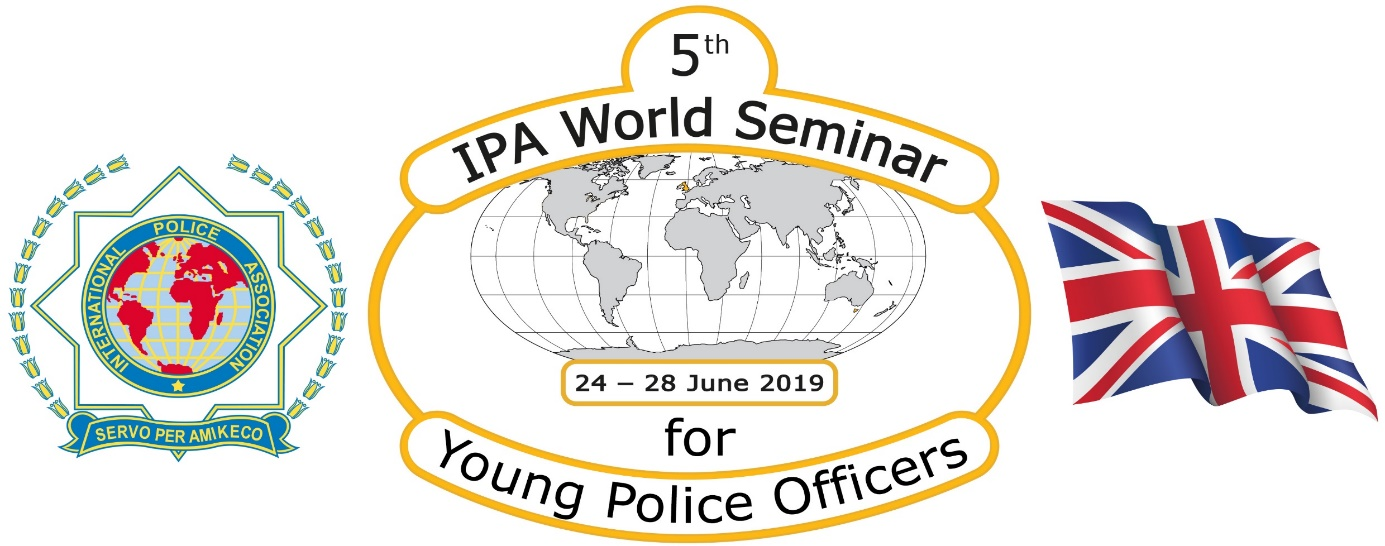 INTERNATIONAL POLICE ASSOCIATION
SERVO PER AMIKECO
5th
IPA World Seminar
24 – 28 June 2019
for
Young Police Officers